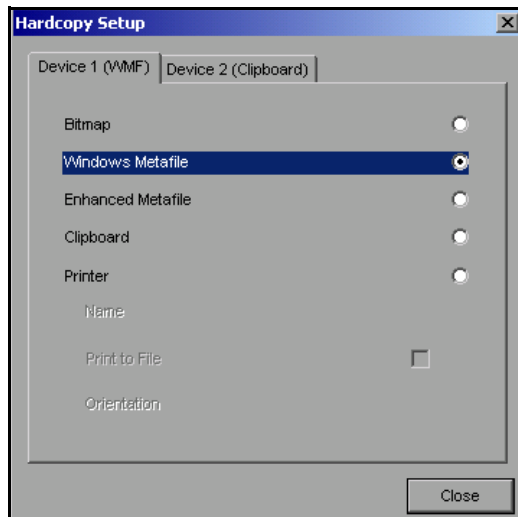 Hardcopy Setup
Device 1 (WMF) Device 2 (Clipboard)
Bitmap
Windows Metafile
Enhanced Metafile
Clipboard
Printer
Name
Print to File
Orientation
Close